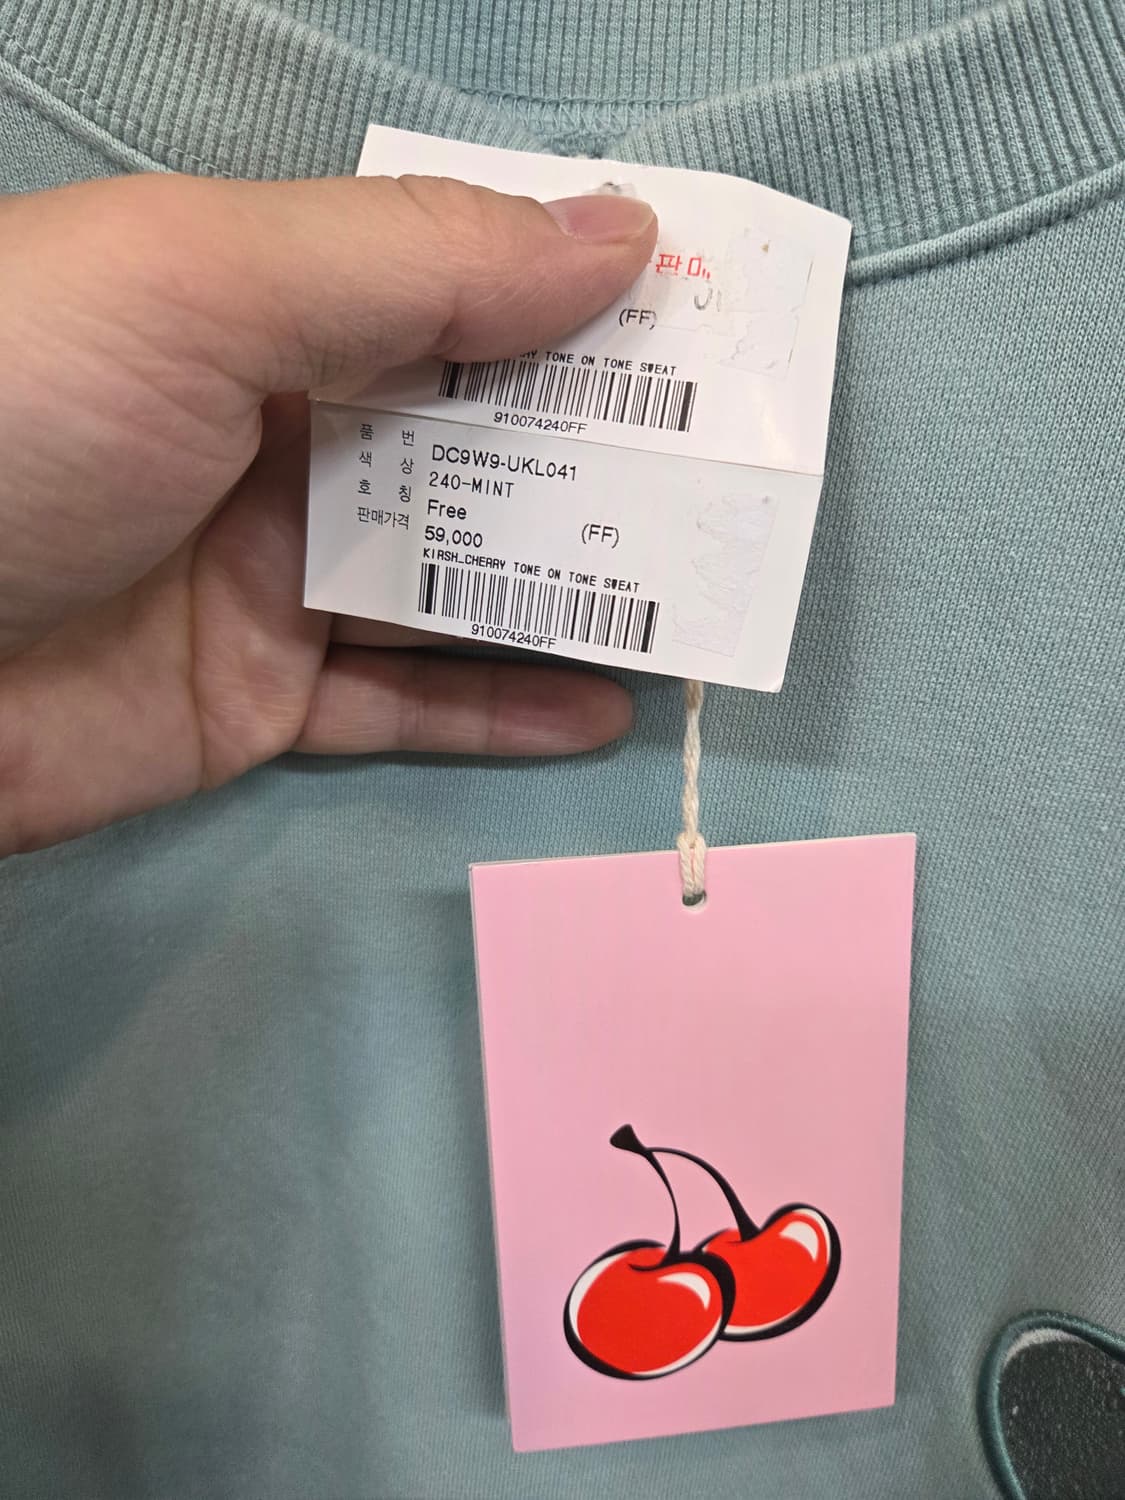 (FF)
TONE ON TONE SWEAT
910074240FF
품 번 DC9W9-UKL041
색 상 240-MINT
호 칭 Free
판매가격 59,000 (FF)
KIRSH_CHERRY TONE ON TONE SWEAT
910074240FF